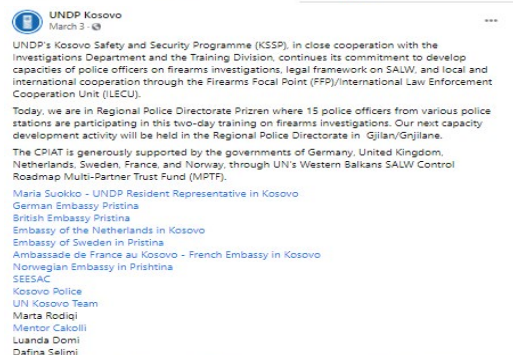 UNDP Kosovo
March 3 ·
UNDP's Kosovo Safety and Security Programme (KSSP), in close cooperation with the
Investigations Department and the Training Division, continues its commitment to develop
capacities of police officers on firearms investigations, legal framework on SALW, and local and
international cooperation through the Firearms Focal Point (FFP)/International Law Enforcement
Cooperation Unit (ILECU).
Today, we are in Regional Police Directorate Prizren where 15 police officers from various police
stations are participating in this two-day training on firearms investigations. Our next capacity
development activity will be held in the Regional Police Directorate in Gjilan/Gnjilane.
The CPIAT is generously supported by the governments of Germany, United Kingdom,
Netherlands, Sweden, France, and Norway, through UN's Western Balkans SALW Control
Roadmap Multi-Partner Trust Fund (MPTF).
Maria Suokko - UNDP Resident Representative in Kosovo
German Embassy Pristina
British Embassy Pristina
Embassy of the Netherlands in Kosovo
Embassy of Sweden in Pristina
Ambassade de France au Kosovo - French Embassy in Kosovo
Norwegian Embassy in Prishtina
SEESAC
Kosovo Police
UN Kosovo Team
Marta Rodiqi
Mentor Cakolli
Luanda Domi
Dafina Selimi